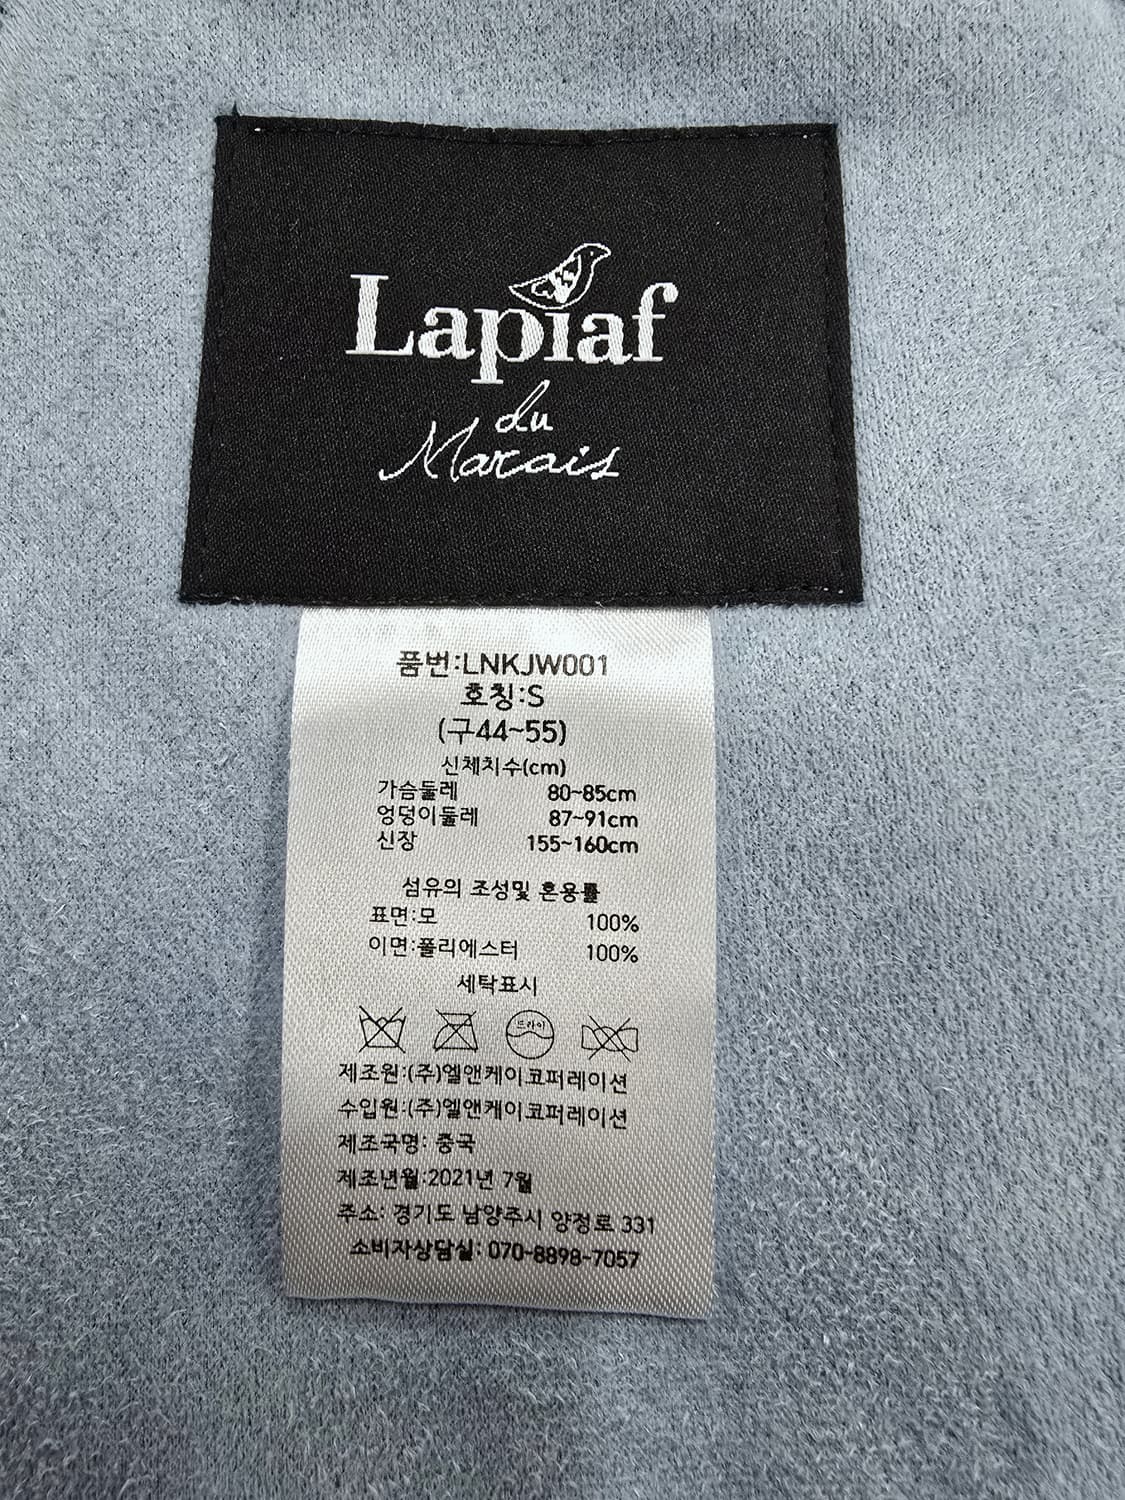 Lapiaf
du
Marais
품번:LNKJW001
호칭:S
(구44~55)
신체치수(cm)
가슴둘레 80~85cm
엉덩이둘레 87~91cm
신장 155~160cm
섬유의 조성및 혼용률
표면:모 100%
이면:폴리에스터 100%
세탁표시
드라이
제조원:(주)엘앤케이코퍼레이션
수입원:(주)엘앤케이코퍼레이션
제조국명: 중국
제조년월:2021년 7월
주소: 경기도 남양주시 양정로 331
소비자상담실: 070-8898-7057